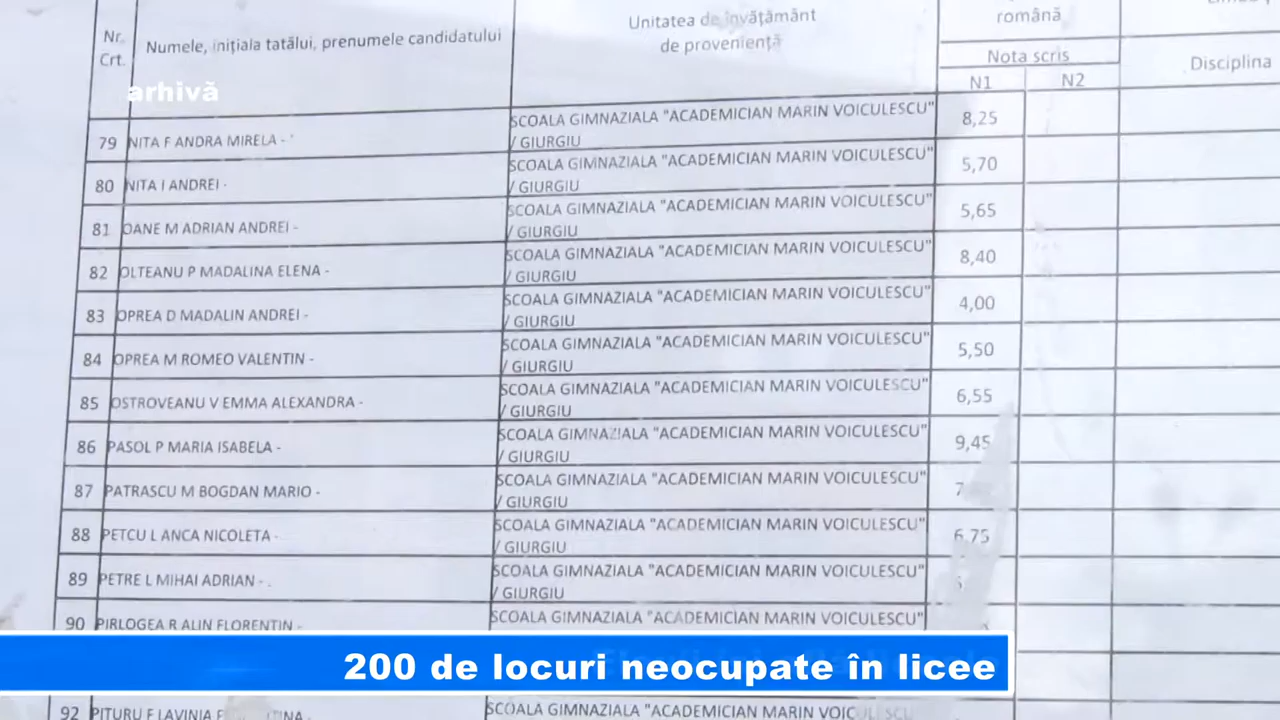 Nr.
Crt.
Numele, inițiala tatălui, prenumele candidatului
Unitatea de învățământ
de proveniență
română
Nota scris
N1
N2
Disciplina
arhivă
79 NITA F ANDRA MIRELA - SCOALA GIMNAZIALA "ACADEMICIAN MARIN VOICULESCU" 8,25
/ GIURGIU
80 NITA I ANDREI - SCOALA GIMNAZIALA "ACADEMICIAN MARIN VOICULESCU" 5,70
/ GIURGIU
81 OANE M ADRIAN ANDREI - SCOALA GIMNAZIALA "ACADEMICIAN MARIN VOICULESCU" 5,65
/ GIURGIU
82 OLTEANU P MADALINA ELENA - SCOALA GIMNAZIALA "ACADEMICIAN MARIN VOICULESCU" 8,40
/ GIURGIU
83 OPREA D MADALIN ANDREI - SCOALA GIMNAZIALA "ACADEMICIAN MARIN VOICULESCU" 4,00
/ GIURGIU
84 OPREA M ROMEO VALENTIN - SCOALA GIMNAZIALA "ACADEMICIAN MARIN VOICULESCU" 5,50
/ GIURGIU
85 OSTROVEANU V EMMA ALEXANDRA - SCOALA GIMNAZIALA "ACADEMICIAN MARIN VOICULESCU" 6,55
/ GIURGIU
86 PASOL P MARIA ISABELA - SCOALA GIMNAZIALA "ACADEMICIAN MARIN VOICULESCU" 9,45
/ GIURGIU
87 PATRASCU M BOGDAN MARIO - SCOALA GIMNAZIALA "ACADEMICIAN MARIN VOICULESCU"
/ GIURGIU
88 PETCU L ANCA NICOLETA - SCOALA GIMNAZIALA "ACADEMICIAN MARIN VOICULESCU" 6,75
/ GIURGIU
89 PETRE L MIHAI ADRIAN - SCOALA GIMNAZIALA "ACADEMICIAN MARIN VOICULESCU"
/ GIURGIU
90 PIRLOGEA R ALIN FLORENTIN - SCOALA GIMNAZIALA "ACADEMICIAN MARIN VOICULESCU"
200 de locuri neocupate în licee
92 PITURU F LAVINIA SCOALA GIMNAZIALA "ACADEMICIAN MARIN